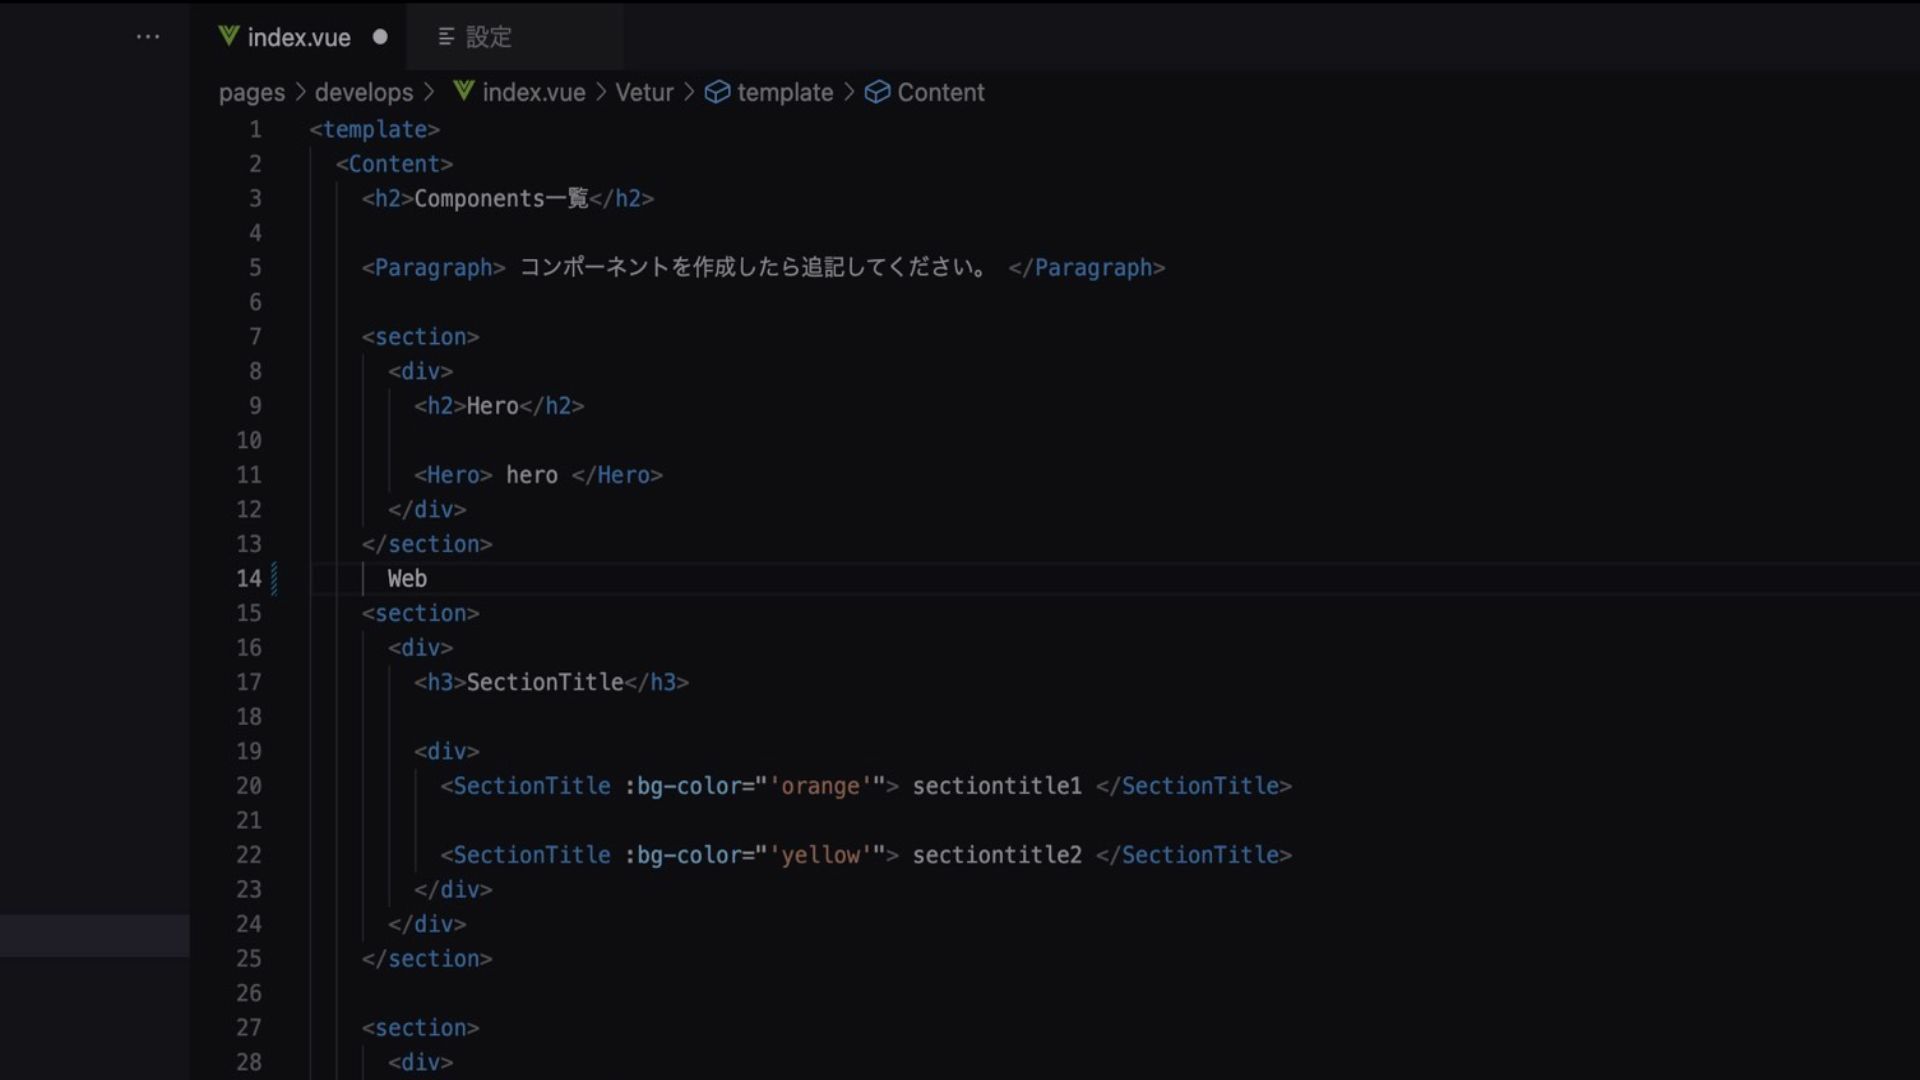 index.vue 設定
pages > develops > index.vue > Vetur > template > Content
1 <template>
2 <Content>
3 <h2>Components一覧</h2>
4
5 <Paragraph> コンポーネントを作成したら追記してください。 </Paragraph>
6
7 <section>
8 <div>
9 <h2>Hero</h2>
10
11 <Hero> hero </Hero>
12 </div>
13 </section>
14 Web
15 <section>
16 <div>
17 <h3>SectionTitle</h3>
18
19 <div>
20 <SectionTitle :bg-color="'orange'"> sectiontitle1 </SectionTitle>
21
22 <SectionTitle :bg-color="'yellow'"> sectiontitle2 </SectionTitle>
23 </div>
24 </div>
25 </section>
26
27 <section>
28 <div>